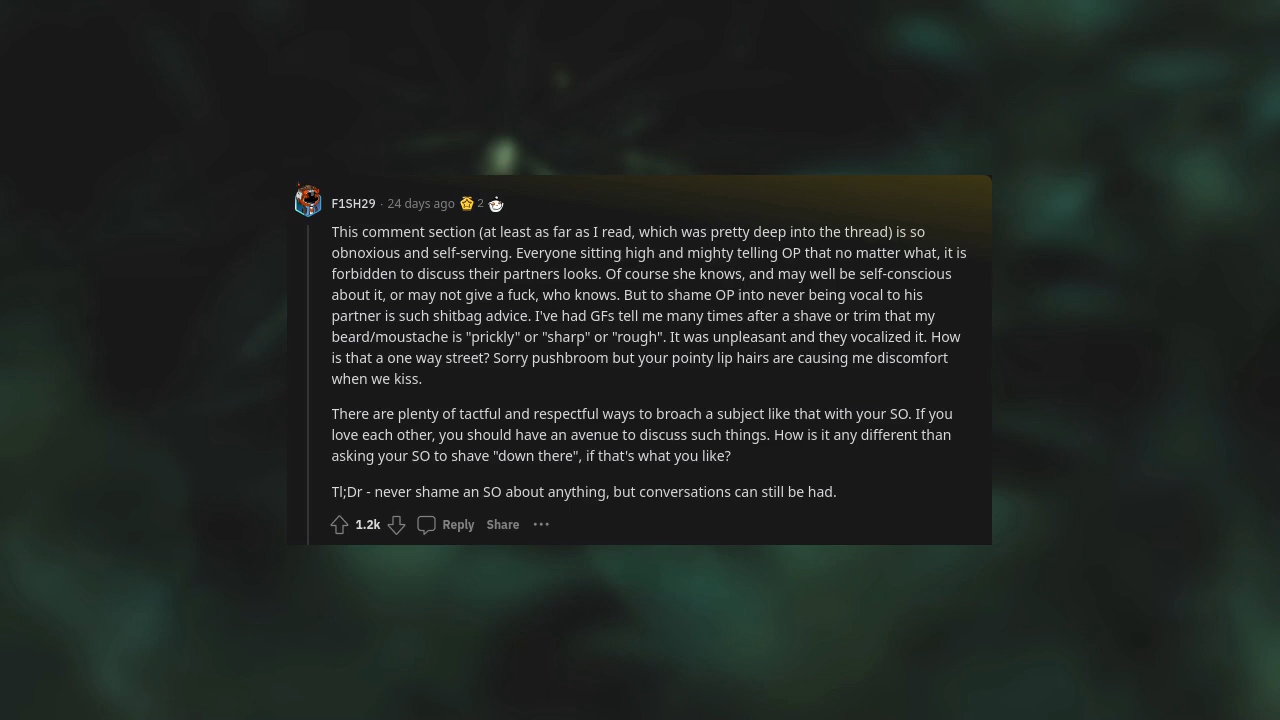 F1SH29 · 24 days ago 2
This comment section (at least as far as I read, which was pretty deep into the thread) is so
obnoxious and self-serving. Everyone sitting high and mighty telling OP that no matter what, it is
forbidden to discuss their partners looks. Of course she knows, and may well be self-conscious
about it, or may not give a fuck, who knows. But to shame OP into never being vocal to his
partner is such shitbag advice. I've had GFs tell me many times after a shave or trim that my
beard/moustache is "prickly" or "sharp" or "rough". It was unpleasant and they vocalized it. How
is that a one way street? Sorry pushbroom but your pointy lip hairs are causing me discomfort
when we kiss.
There are plenty of tactful and respectful ways to broach a subject like that with your SO. If you
love each other, you should have an avenue to discuss such things. How is it any different than
asking your SO to shave "down there", if that's what you like?
Tl;Dr - never shame an SO about anything, but conversations can still be had.
1.2k Reply Share ···